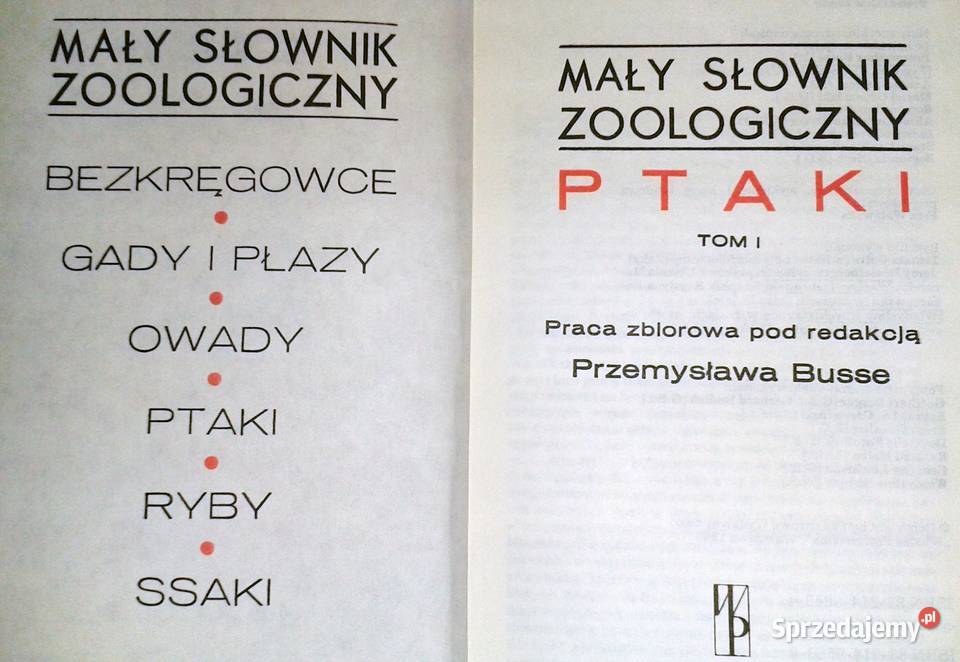 MAŁY SŁOWNIK
ZOOLOGICZNY
BEZKRĘGOWCE
GADY I PŁAZY
OWADY
PTAKI
RYBY
SSAKI
MAŁY SŁOWNIK
ZOOLOGICZNY
PTAKI
TOM I
Praca zbiorowa pod redakcją
Przemysława Busse
WP
Sprzedajemy.pl